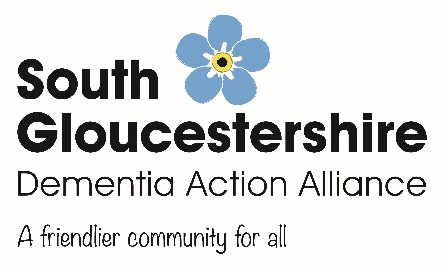 South
Gloucestershire
Dementia Action Alliance
A friendlier community for all